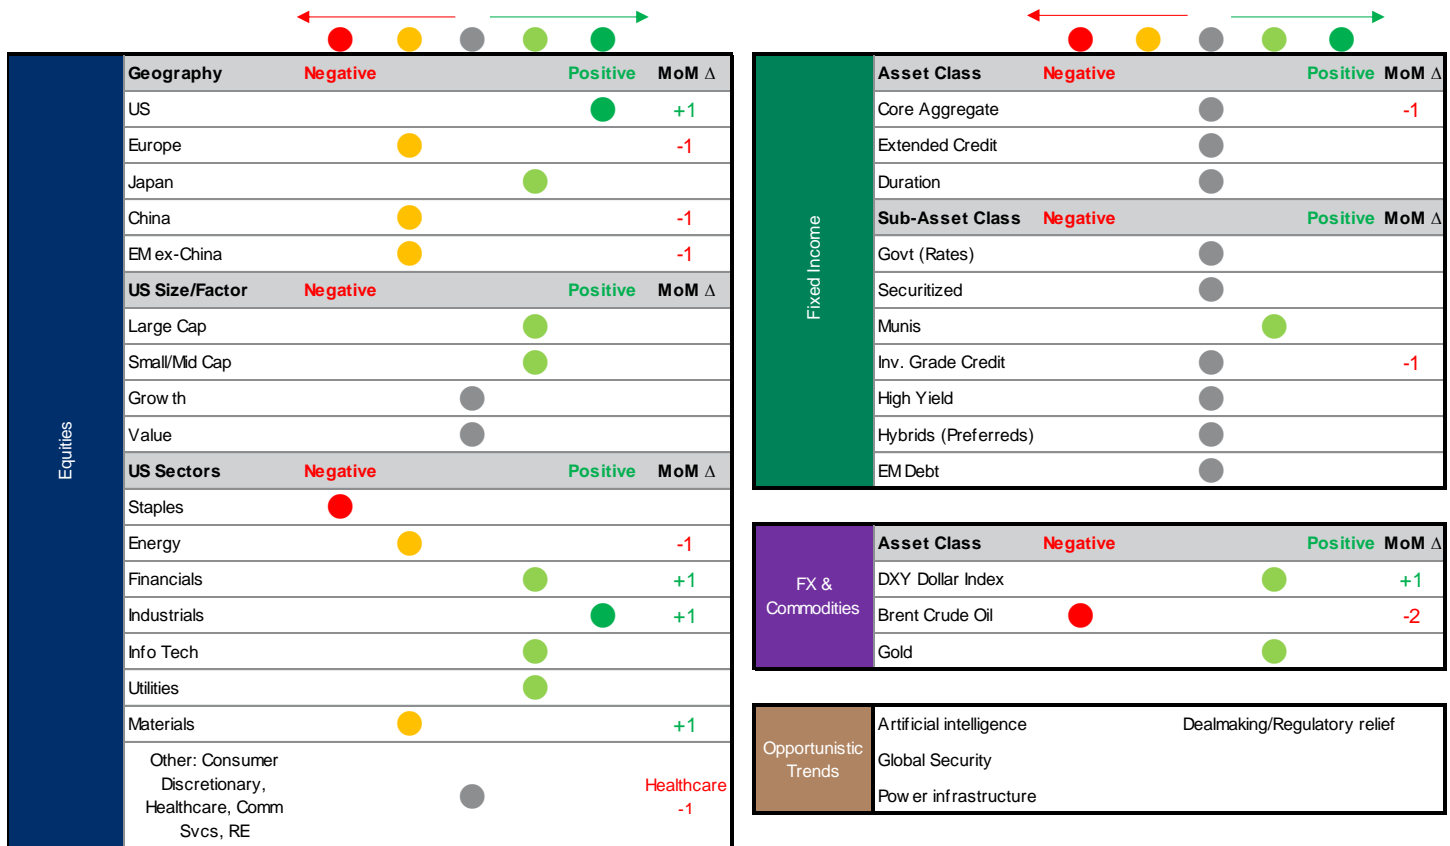 Equities
Geography Negative Positive MoM Δ
US +1
Europe -1
Japan
China -1
EM ex-China -1
US Size/Factor Negative Positive MoM Δ
Large Cap
Small/Mid Cap
Growth
Value
US Sectors Negative Positive MoM Δ
Staples
Energy -1
Financials +1
Industrials +1
Info Tech
Utilities
Materials +1
Other: Consumer
Discretionary,
Healthcare, Comm
Svcs, RE
Healthcare
-1
Fixed Income
Asset Class Negative Positive MoM Δ
Core Aggregate -1
Extended Credit
Duration
Sub-Asset Class Negative Positive MoM Δ
Govt (Rates)
Securitized
Munis
Inv. Grade Credit -1
High Yield
Hybrids (Preferreds)
EM Debt
FX &
Commodities
Asset Class Negative Positive MoM Δ
DXY Dollar Index +1
Brent Crude Oil -2
Gold
Opportunistic
Trends
Artificial intelligence Dealmaking/Regulatory relief
Global Security
Power infrastructure